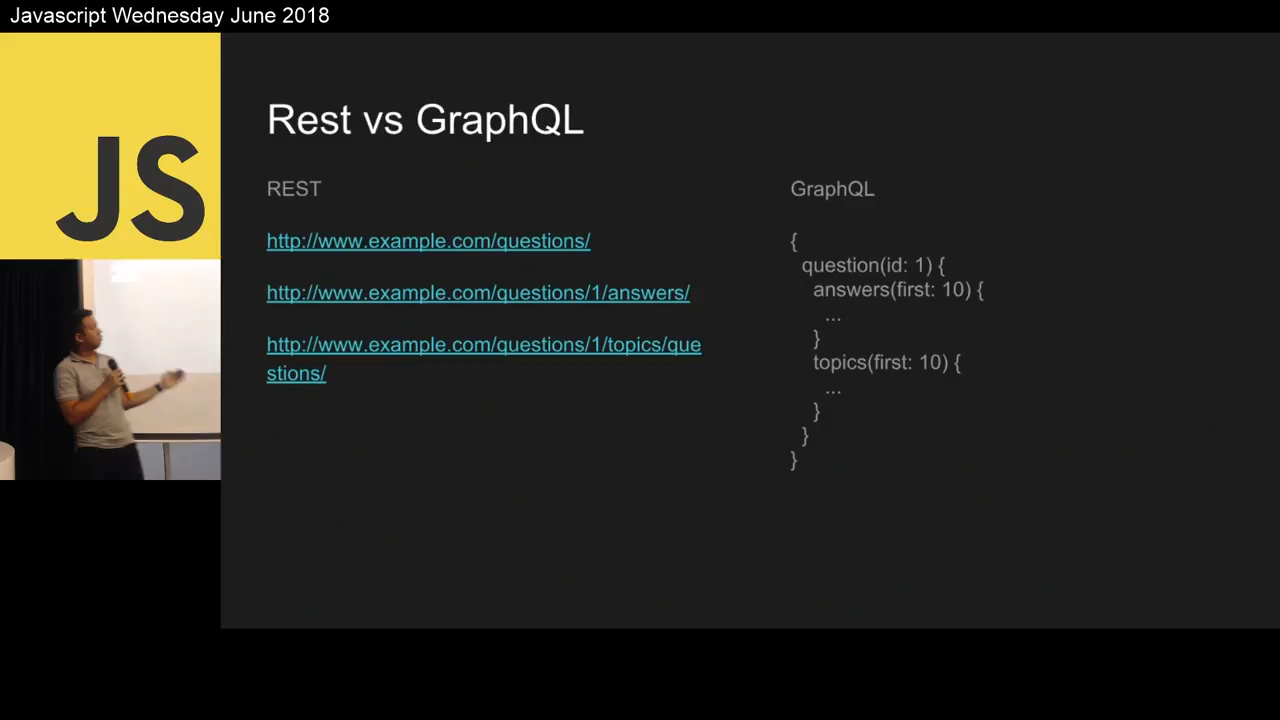 Javascript Wednesday June 2018
JS
Rest vs GraphQL
REST
http://www.example.com/questions/
http://www.example.com/questions/1/answers/
http://www.example.com/questions/1/topics/que
stions/
GraphQL
{
question(id: 1) {
answers(first: 10) {
...
}
topics(first: 10) {
...
}
}
}